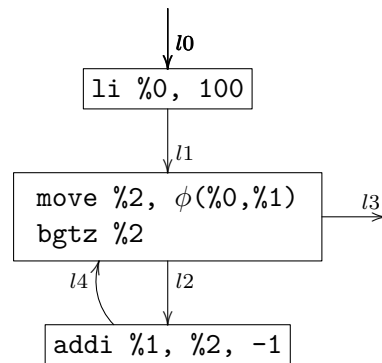 l0
li %0, 100
l1
move %2, ϕ(%0,%1)
l3
bgtz %2
l4
l2
addi %1, %2, -1